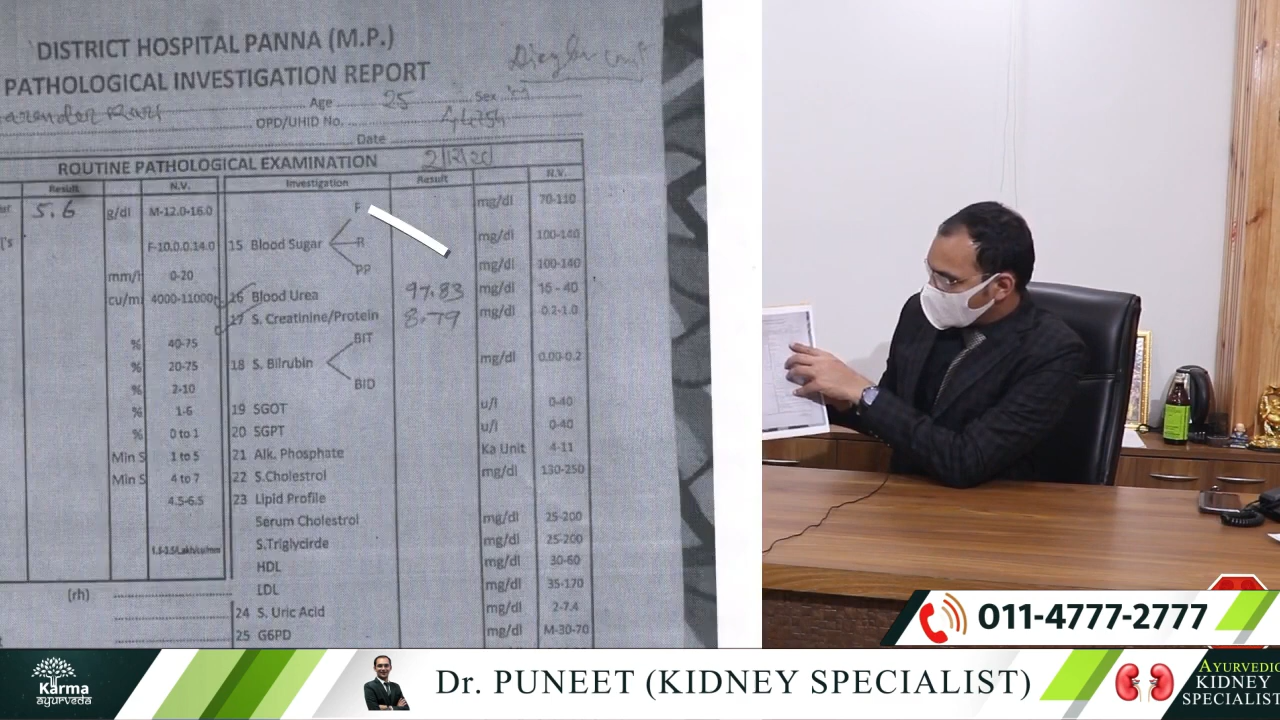 DISTRICT HOSPITAL PANNA (M.P.)
PATHOLOGICAL INVESTIGATION REPORT
Age 25 Sex
OPD/UHID No. 44754
Date 2/12/20
ROUTINE PATHOLOGICAL EXAMINATION
Result N.V. Investigation Result N.V.
5.6 g/dl M-12.0-16.0 F mg/dl 70-110
F-10.0.0.14.0 15 Blood Sugar R mg/dl 100-140
mm/l 0-20 PP mg/dl 100-140
cu/m 4000-11000 16 Blood Urea 97.83 mg/dl 15 - 40
17 S. Creatinine/Protein 8.79 mg/dl 0.2-1.0
% 40-75 BIT
% 20-75 18 S. Bilrubin mg/dl 0.00-0.2
% 2-10 BID
% 1-6 19 SGOT u/l 0-40
% 0 to 1 20 SGPT u/l 0-40
Min S 1 to 5 21 Alk. Phosphate Ka Unit 4-11
Min S 4 to 7 22 S.Cholestrol mg/dl 130-250
4.5-6.5 23 Lipid Profile
Serum Cholestrol mg/dl 25-200
S.Triglycirde mg/dl 25-200
HDL mg/dl 30-60
LDL mg/dl 35-170
(rh) 24 S. Uric Acid mg/dl 2-7.4
25 G6PD mg/dl M-30-70
011-4777-2777
Karma
ayurveda
Dr. PUNEET (KIDNEY SPECIALIST)
AYURVEDIC
KIDNEY
SPECIALIST